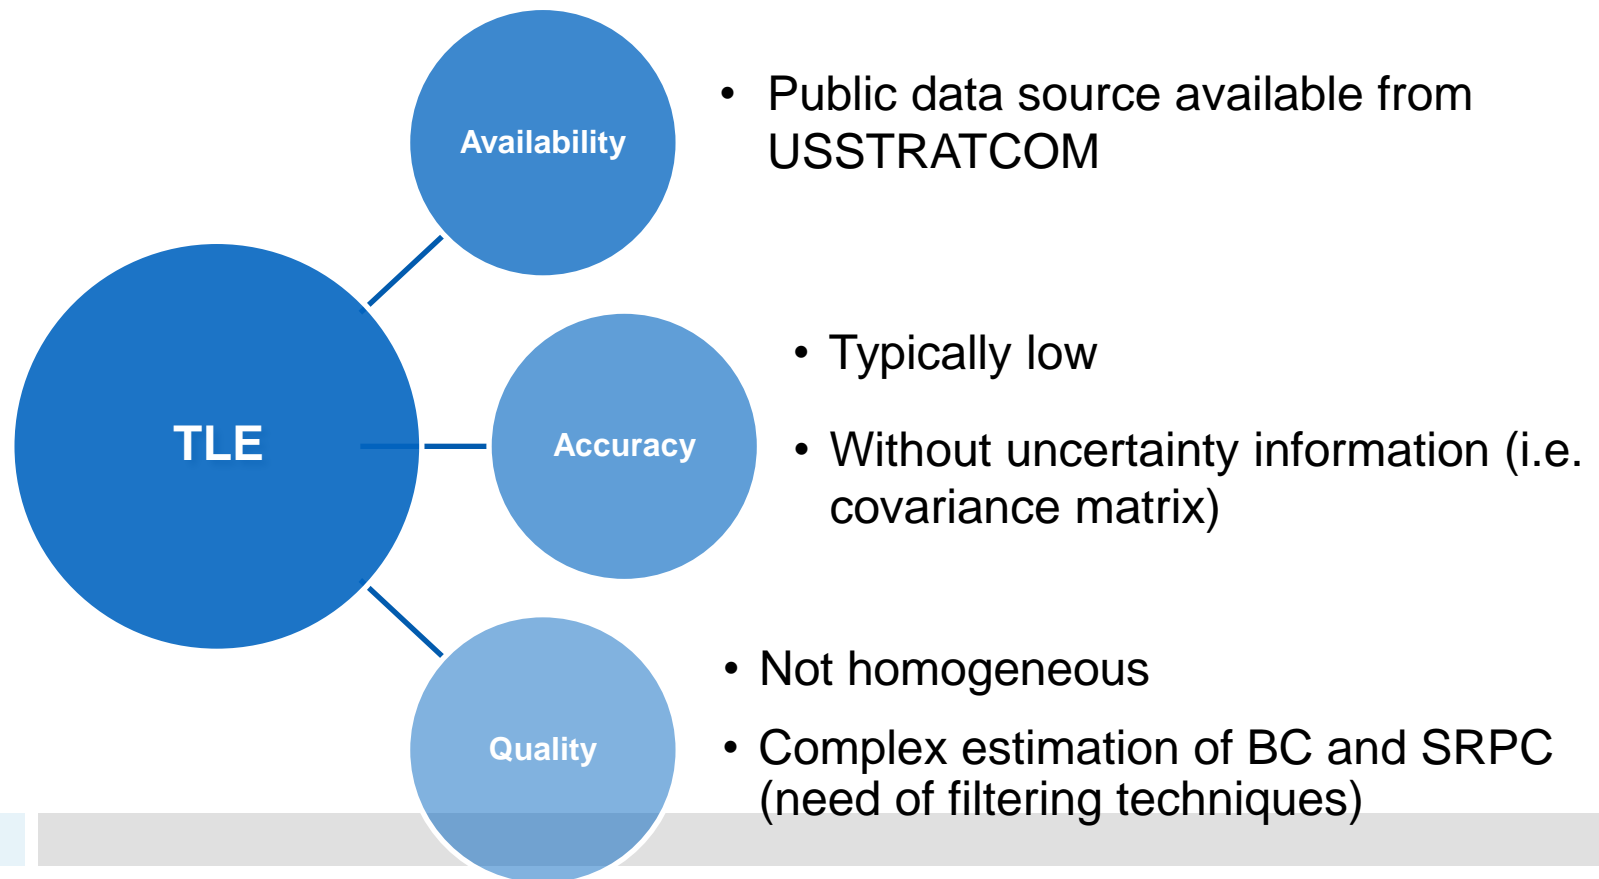 Availability
• Public data source available from
USSTRATCOM
TLE
Accuracy
• Typically low
• Without uncertainty information (i.e.
covariance matrix)
Quality
• Not homogeneous
• Complex estimation of BC and SRPC
(need of filtering techniques)